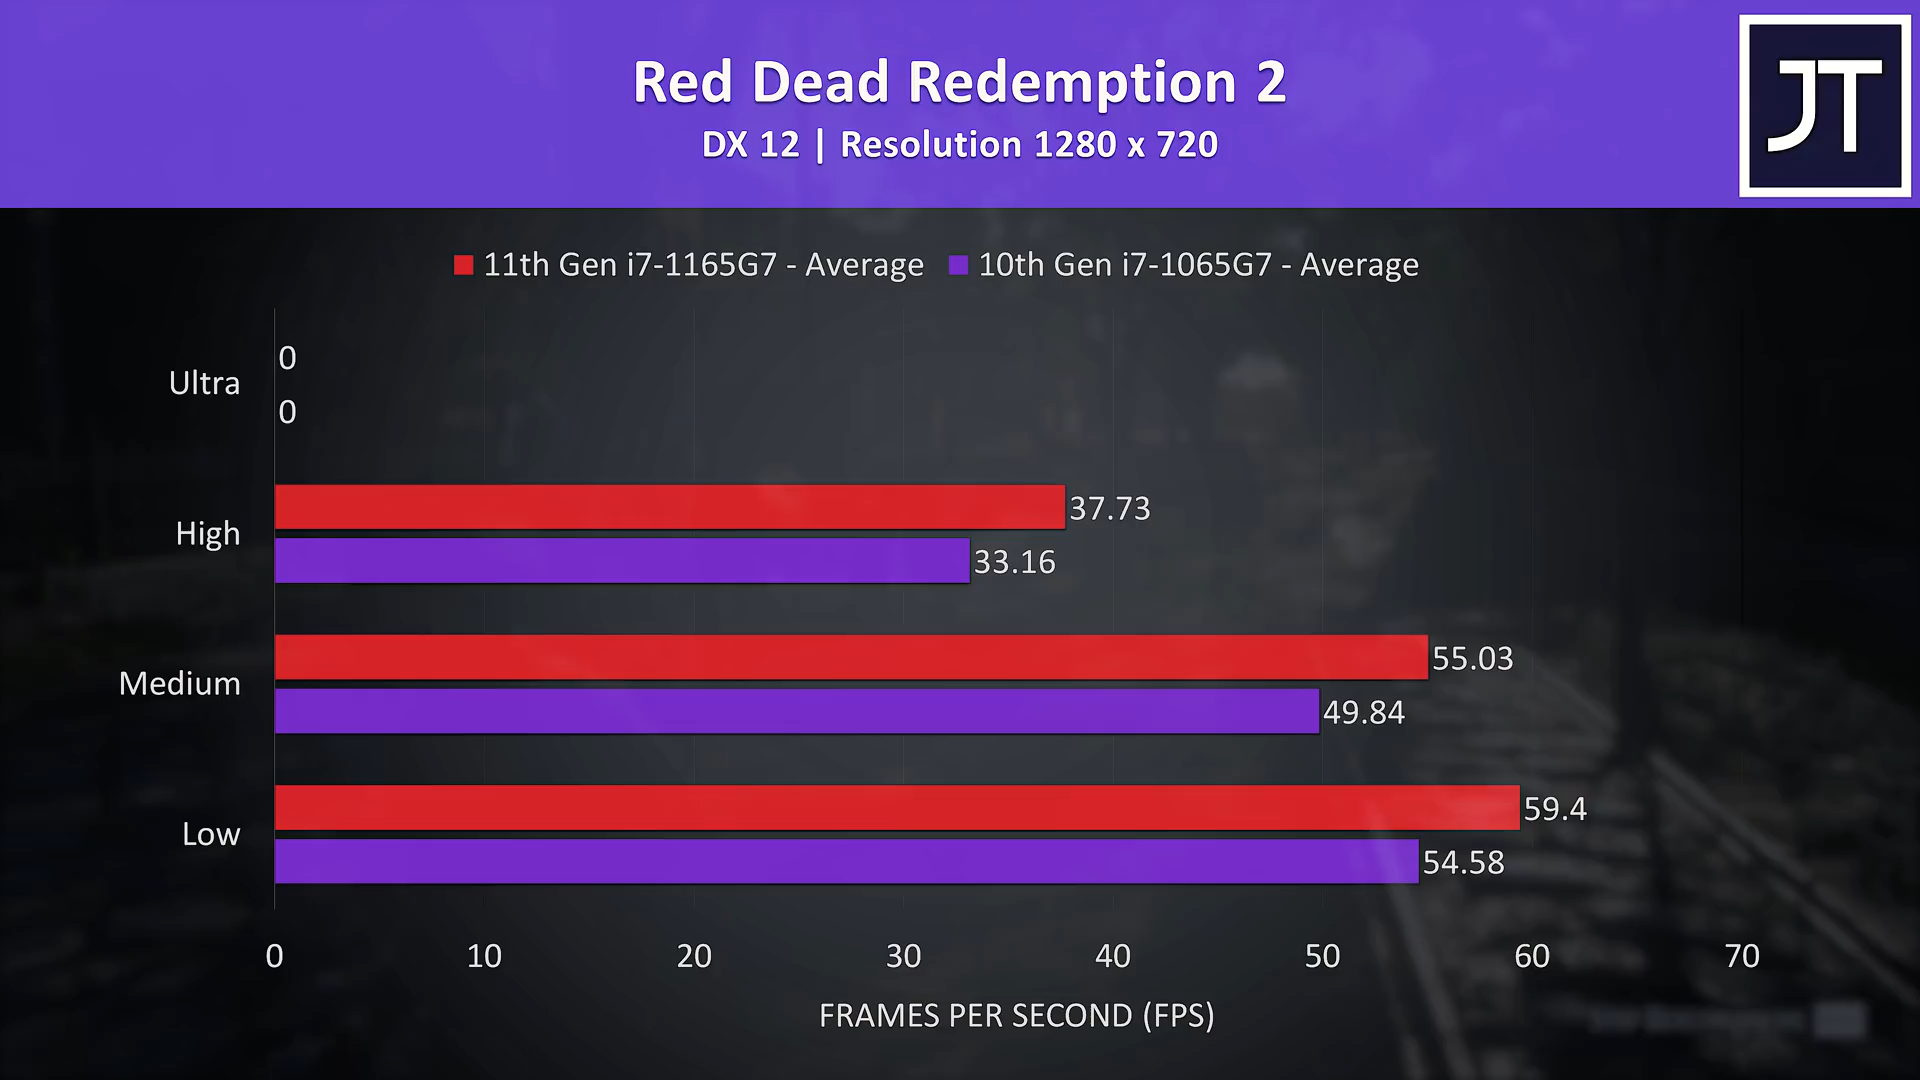 Red Dead Redemption 2
DX 12 | Resolution 1280 x 720
JT
11th Gen i7-1165G7 - Average
10th Gen i7-1065G7 - Average
Ultra
0
0
High
37.73
33.16
Medium
55.03
49.84
Low
59.4
54.58
0 10 20 30 40 50 60 70
FRAMES PER SECOND (FPS)